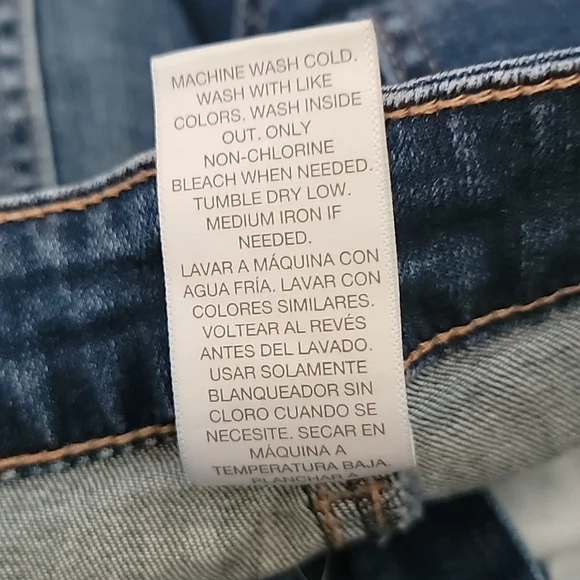 MACHINE WASH COLD.
WASH WITH LIKE
COLORS. WASH INSIDE
OUT. ONLY
NON-CHLORINE
BLEACH WHEN NEEDED.
TUMBLE DRY LOW.
MEDIUM IRON IF
NEEDED.
LAVAR A MÁQUINA CON
AGUA FRÍA. LAVAR CON
COLORES SIMILARES.
VOLTEAR AL REVÉS
ANTES DEL LAVADO.
USAR SOLAMENTE
BLANQUEADOR SIN
CLORO CUANDO SE
NECESITE. SECAR EN
MÁQUINA A
TEMPERATURA BAJA.
PLANCHAR A